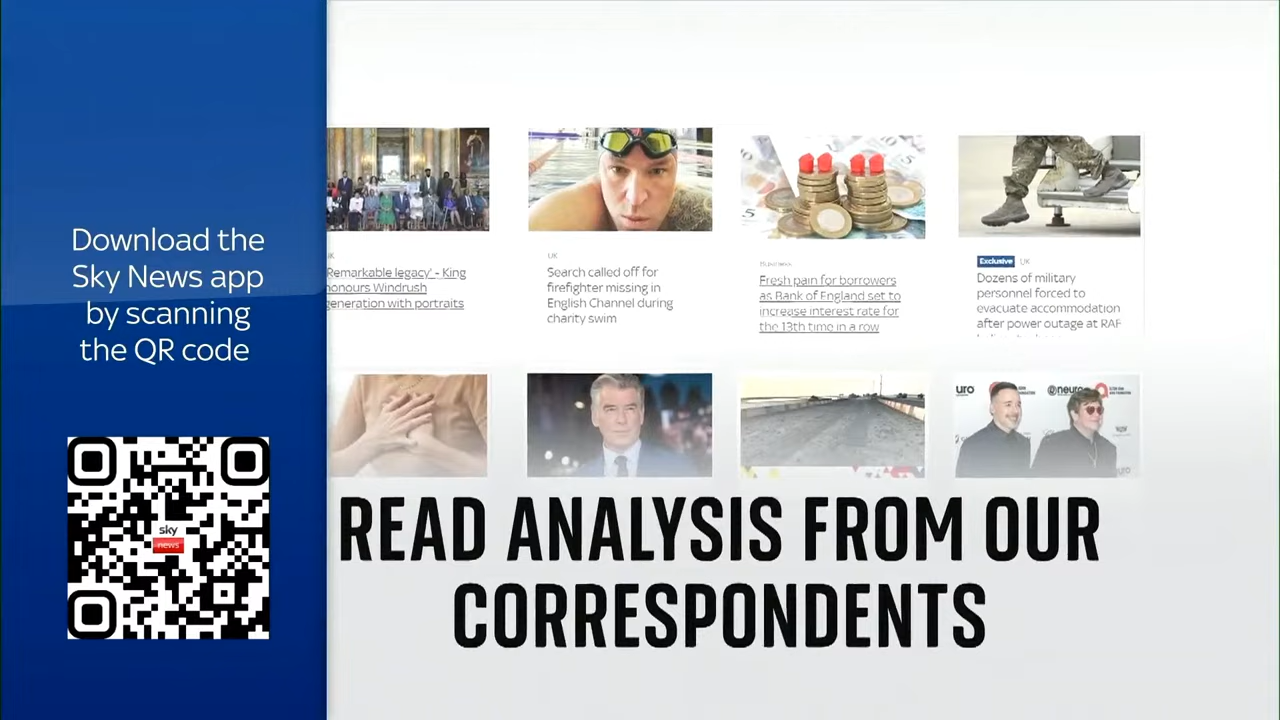 Download the
Sky News app
by scanning
the QR code
sky
news
UK
'Remarkable legacy' - King
honours Windrush
generation with portraits
UK
Search called off for
firefighter missing in
English Channel during
charity swim
Business
Fresh pain for borrowers
as Bank of England set to
increase interest rate for
the 13th time in a row
Exclusive UK
Dozens of military
personnel forced to
evacuate accommodation
after power outage at RAF
READ ANALYSIS FROM OUR
CORRESPONDENTS